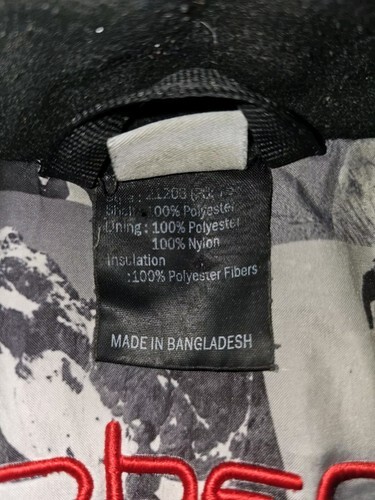 Shell : 100% Polyester
Lining : 100% Polyester
100% Nylon
Insulation
:100% Polyester Fibers
MADE IN BANGLADESH